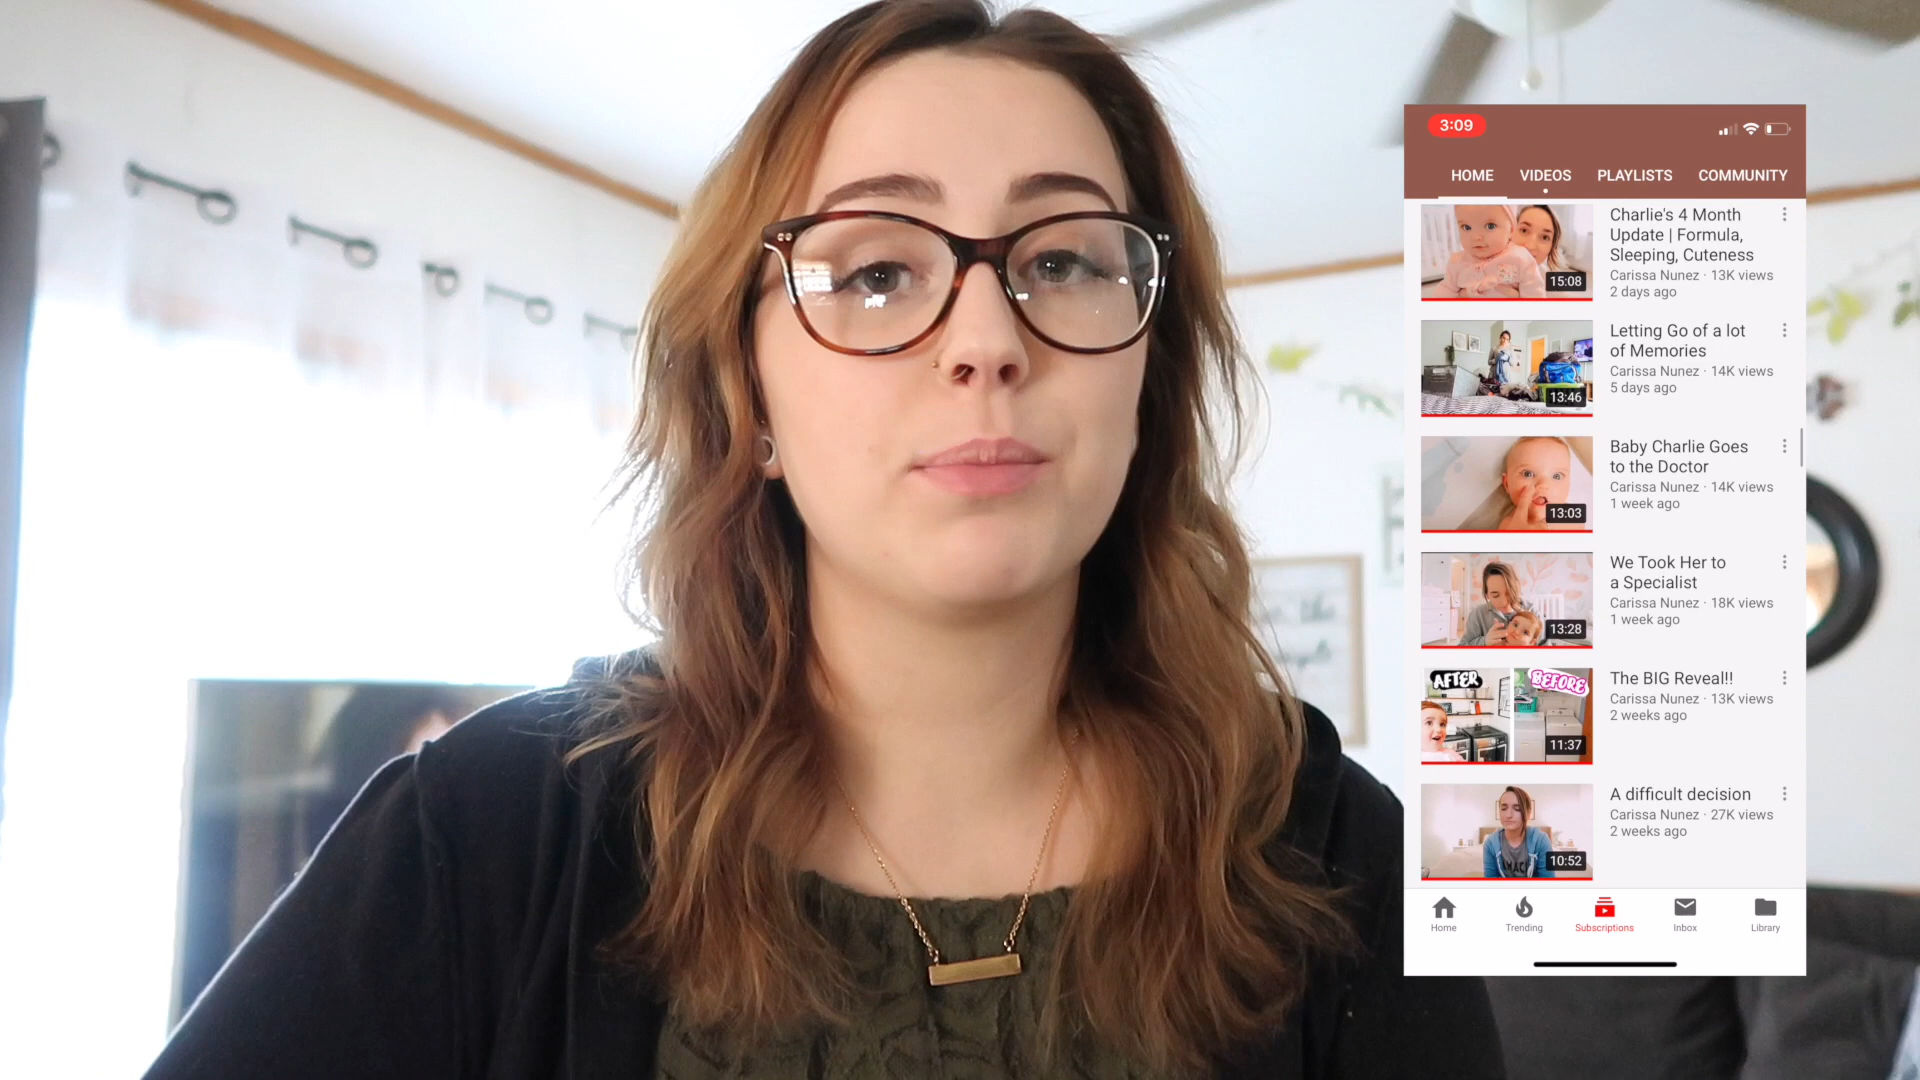 3:09
HOME VIDEOS PLAYLISTS COMMUNITY
Charlie's 4 Month
Update | Formula,
Sleeping, Cuteness
Carissa Nunez · 13K views
2 days ago
15:08
Letting Go of a lot
of Memories
Carissa Nunez · 14K views
5 days ago
13:46
Baby Charlie Goes
to the Doctor
Carissa Nunez · 14K views
1 week ago
13:03
We Took Her to
a Specialist
Carissa Nunez · 18K views
1 week ago
13:28
AFTER
BEFORE
The BIG Reveal!!
Carissa Nunez · 13K views
2 weeks ago
11:37
A difficult decision
Carissa Nunez · 27K views
2 weeks ago
10:52
Home Trending Subscriptions Inbox Library